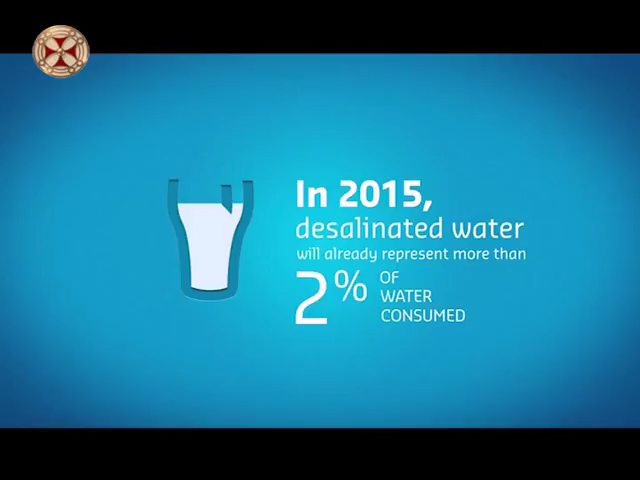 In 2015,
desalinated water
will already represent more than
2% OF
WATER
CONSUMED